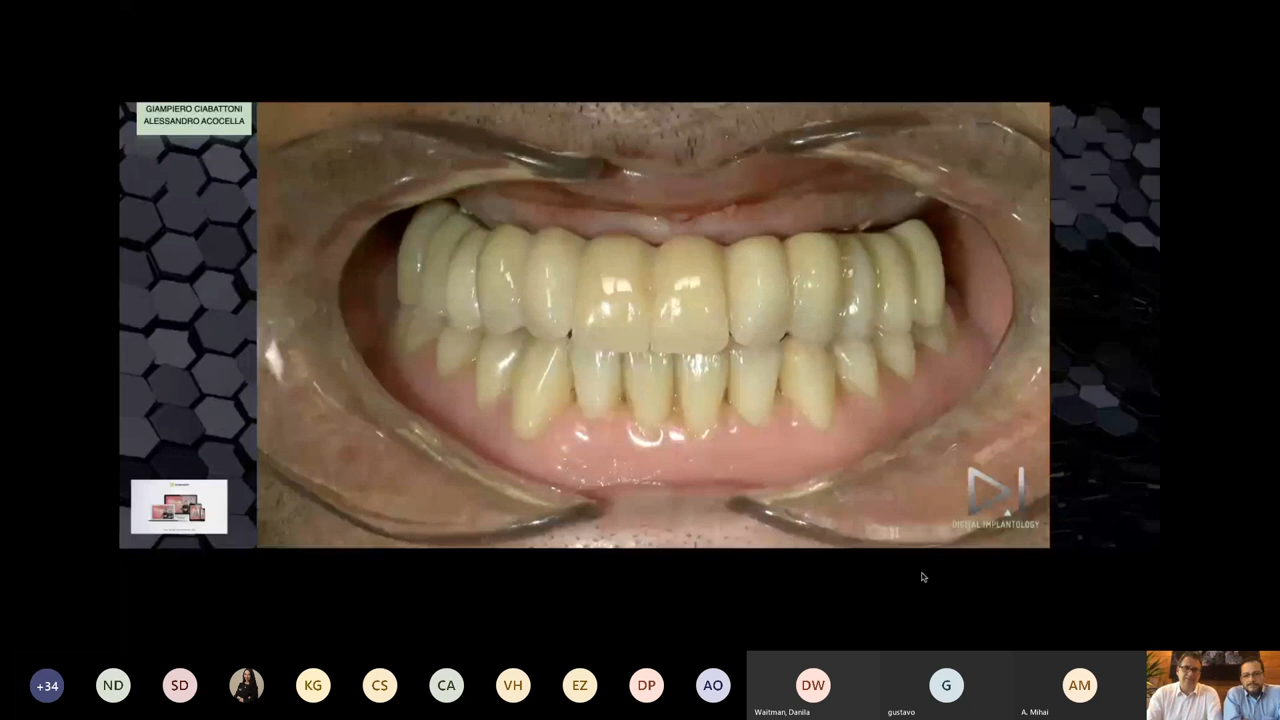 GIAMPIERO CIABATTONI
ALESSANDRO ACOCELLA
DIGITAL IMPLANTOLOGY
+34
ND
SD
KG
CS
CA
VH
EZ
DP
AO
DW
Waitman, Danila
G
gustavo
AM
A. Mihai